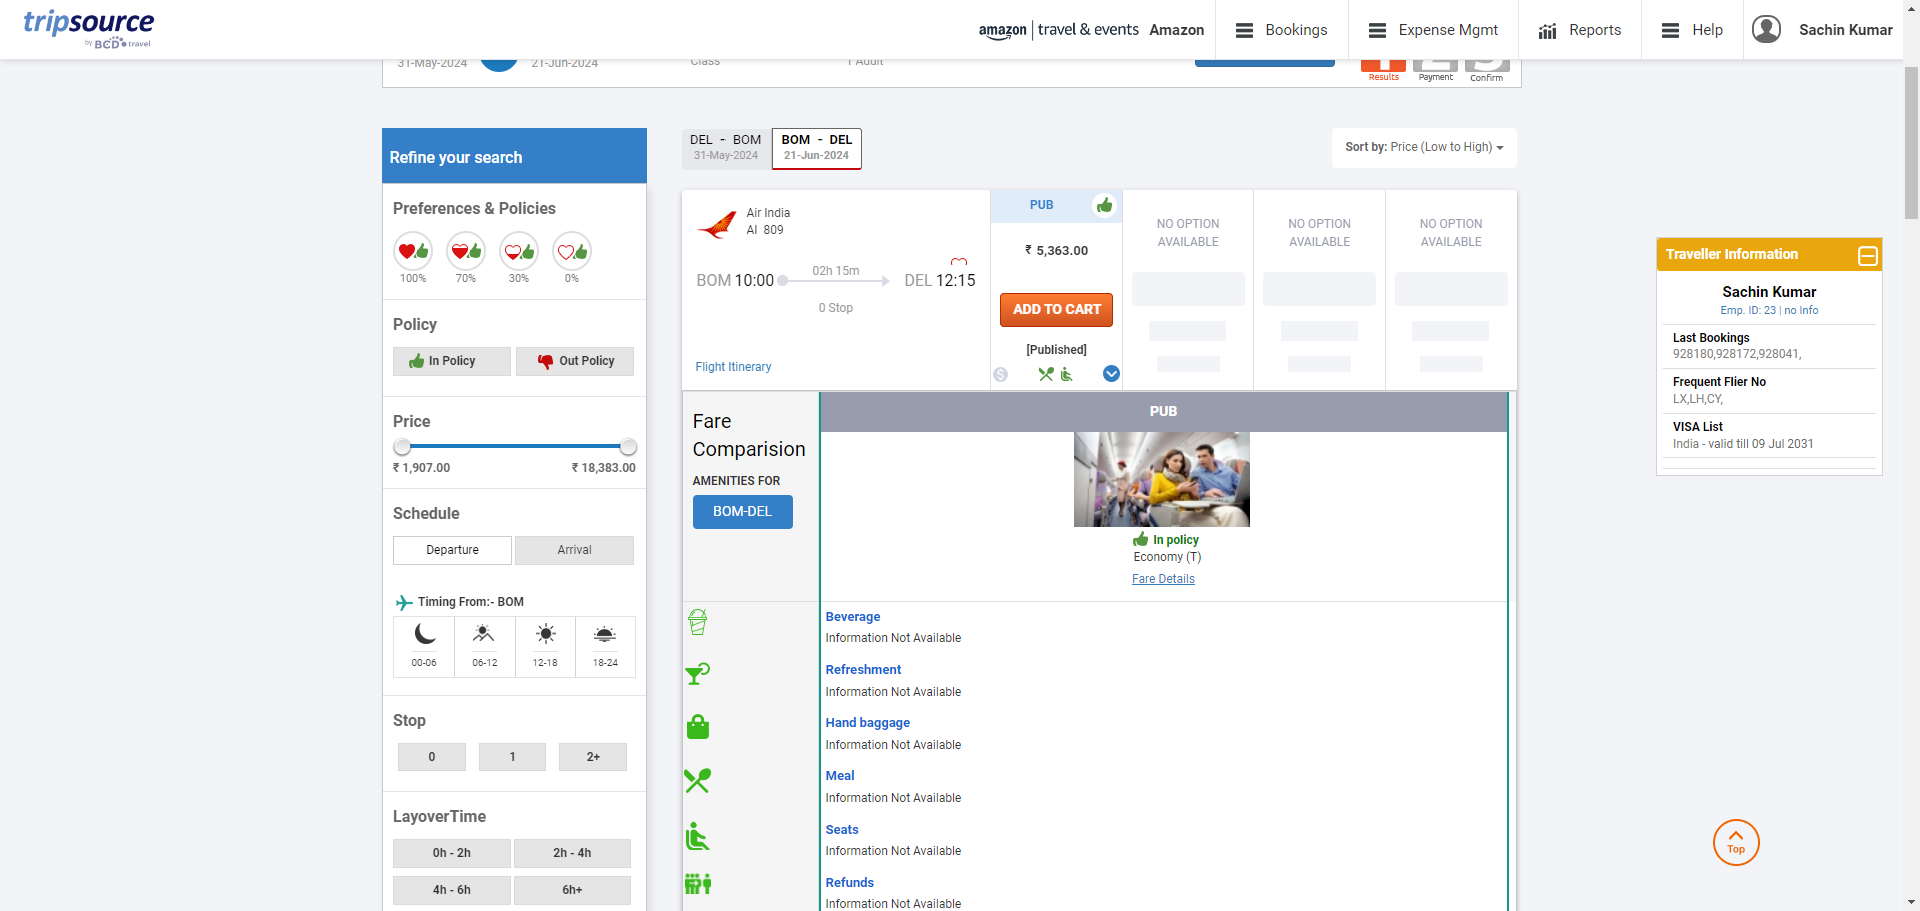 tripsource
by BCD travel
amazon travel & events Amazon
Bookings
Expense Mgmt
Reports
Help
Sachin Kumar
31-May-2024
21-Jun-2024
Class
1 Adult
Results
Payment
Confirm
Refine your search
Preferences & Policies
100%
70%
30%
0%
Policy
In Policy
Out Policy
Price
₹ 1,907.00
₹ 18,383.00
Schedule
Departure
Arrival
Timing From:- BOM
00-06
06-12
12-18
18-24
Stop
0
1
2+
LayoverTime
0h - 2h
2h - 4h
4h - 6h
6h+
DEL - BOM
31-May-2024
BOM - DEL
21-Jun-2024
Sort by: Price (Low to High)
Air India
AI 809
BOM 10:00
02h 15m
DEL 12:15
0 Stop
Flight Itinerary
PUB
₹ 5,363.00
ADD TO CART
[Published]
NO OPTION
AVAILABLE
NO OPTION
AVAILABLE
NO OPTION
AVAILABLE
Fare
Comparision
AMENITIES FOR
BOM-DEL
PUB
In policy
Economy (T)
Fare Details
Beverage
Information Not Available
Refreshment
Information Not Available
Hand baggage
Information Not Available
Meal
Information Not Available
Seats
Information Not Available
Refunds
Information Not Available
Traveller Information
Sachin Kumar
Emp. ID: 23 | no Info
Last Bookings
928180,928172,928041,
Frequent Flier No
LX,LH,CY,
VISA List
India - valid till 09 Jul 2031
Top